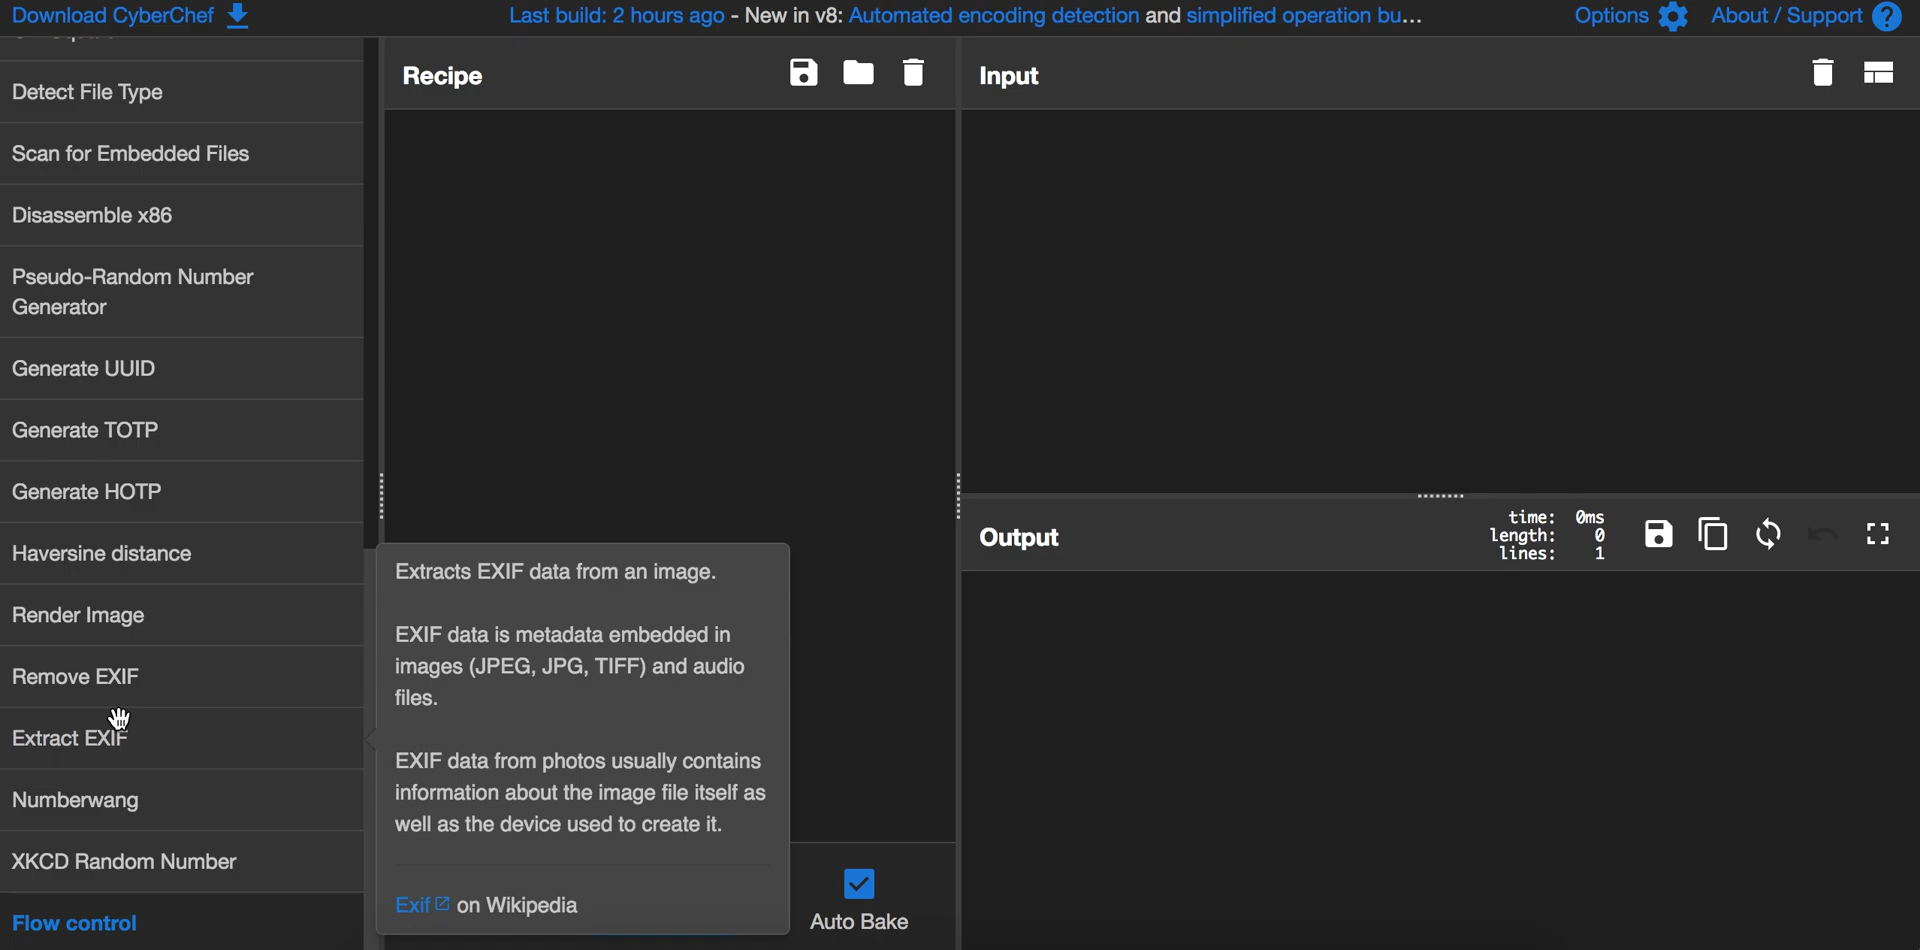 Download CyberChef
Last build: 2 hours ago - New in v8: Automated encoding detection and simplified operation bu...
Options
About / Support
Detect File Type
Scan for Embedded Files
Disassemble x86
Pseudo-Random Number
Generator
Generate UUID
Generate TOTP
Generate HOTP
Haversine distance
Render Image
Remove EXIF
Extract EXIF
Numberwang
XKCD Random Number
Flow control
Recipe
Extracts EXIF data from an image.
EXIF data is metadata embedded in
images (JPEG, JPG, TIFF) and audio
files.
EXIF data from photos usually contains
information about the image file itself as
well as the device used to create it.
Exif on Wikipedia
Auto Bake
Input
Output
time: 0ms
length: 0
lines: 1